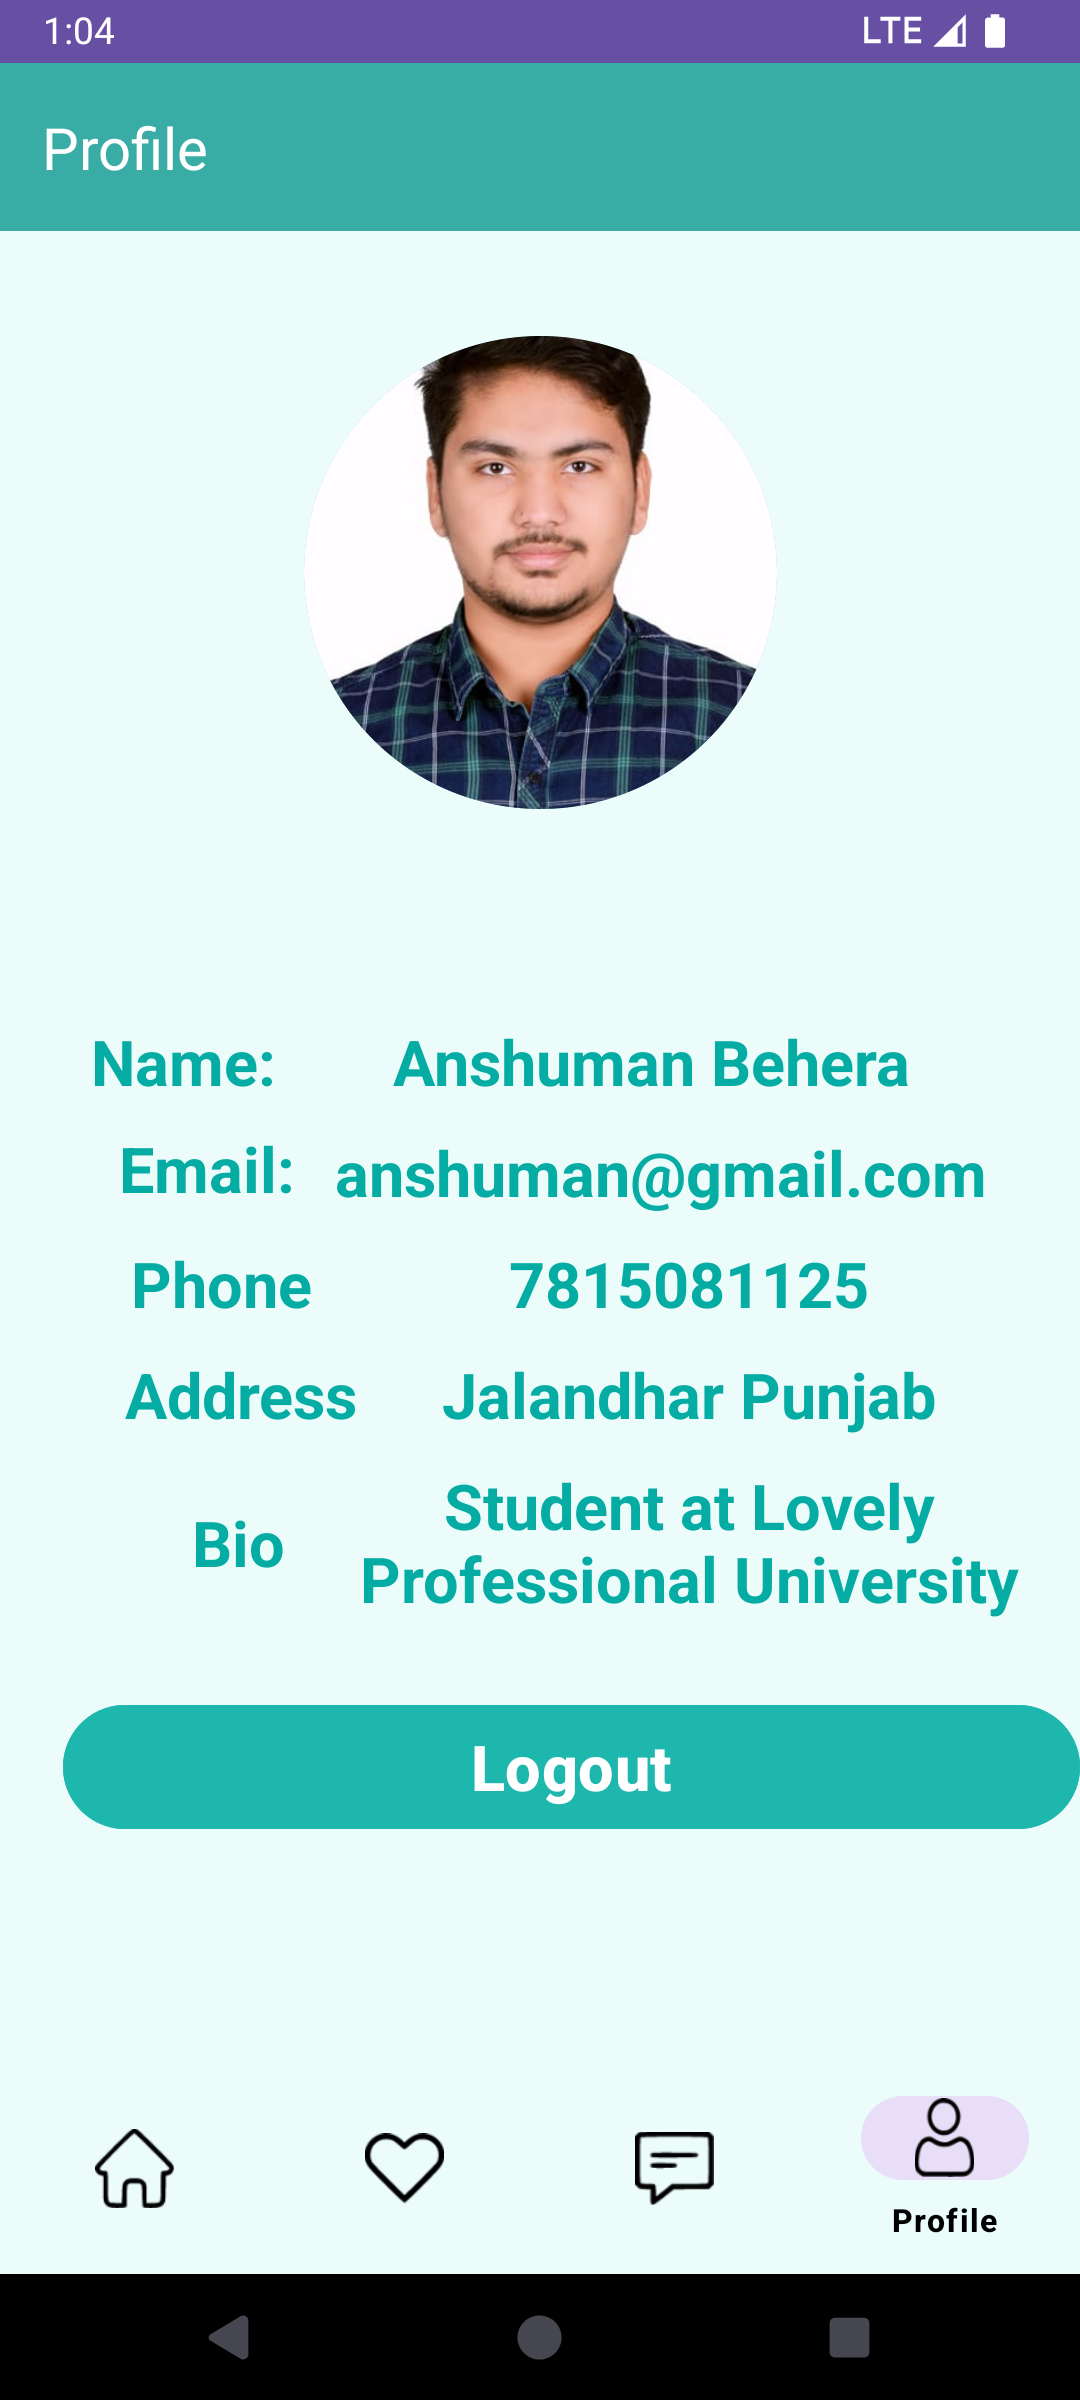 1:04 LTE
Profile
Name: Anshuman Behera
Email: anshuman@gmail.com
Phone 7815081125
Address Jalandhar Punjab
Bio Student at Lovely
Professional University
Logout
Profile